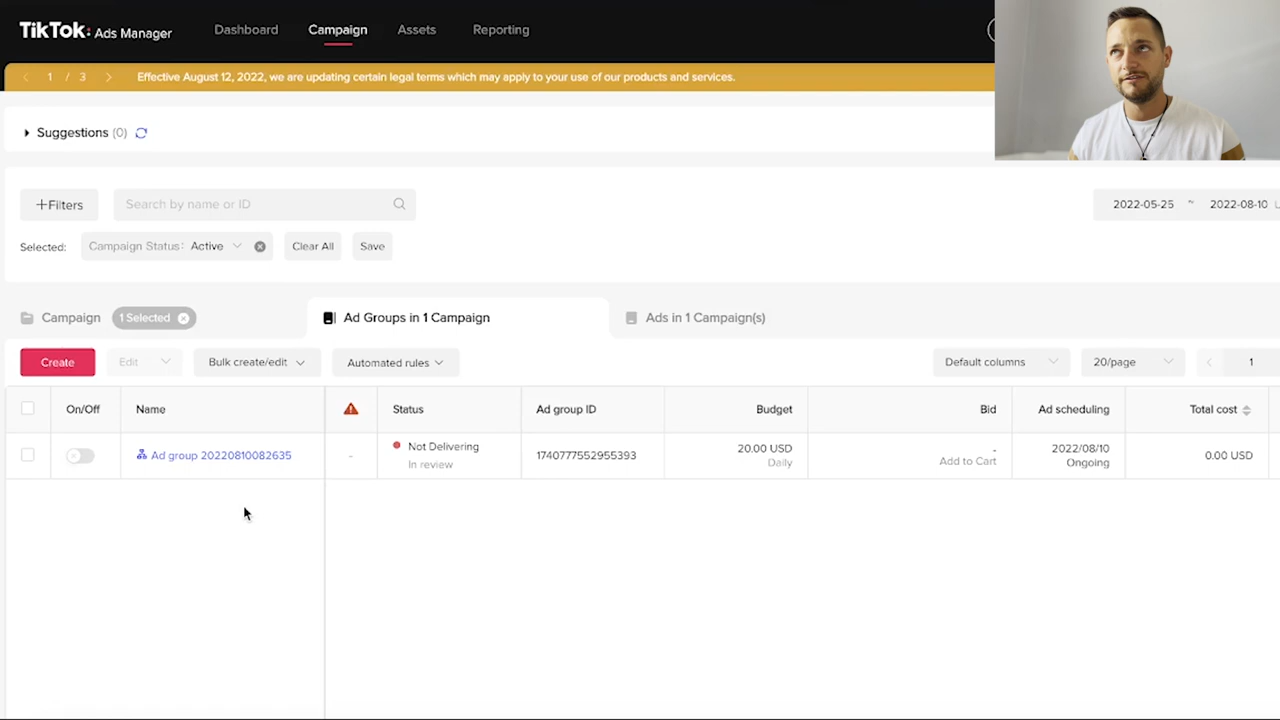 TikTok: Ads Manager Dashboard Campaign Assets Reporting
1 / 3 Effective August 12, 2022, we are updating certain legal terms which may apply to your use of our products and services.
Suggestions (0)
+Filters Search by name or ID 2022-05-25 ~ 2022-08-10
Selected: Campaign Status: Active Clear All Save
Campaign 1 Selected Ad Groups in 1 Campaign Ads in 1 Campaign(s)
Create Edit Bulk create/edit Automated rules Default columns 20/page 1
On/Off Name Status Ad group ID Budget Bid Ad scheduling Total cost
Ad group 20220810082635 - Not Delivering 1740777552955393 20.00 USD - 2022/08/10 0.00 USD
In review Daily Add to Cart Ongoing